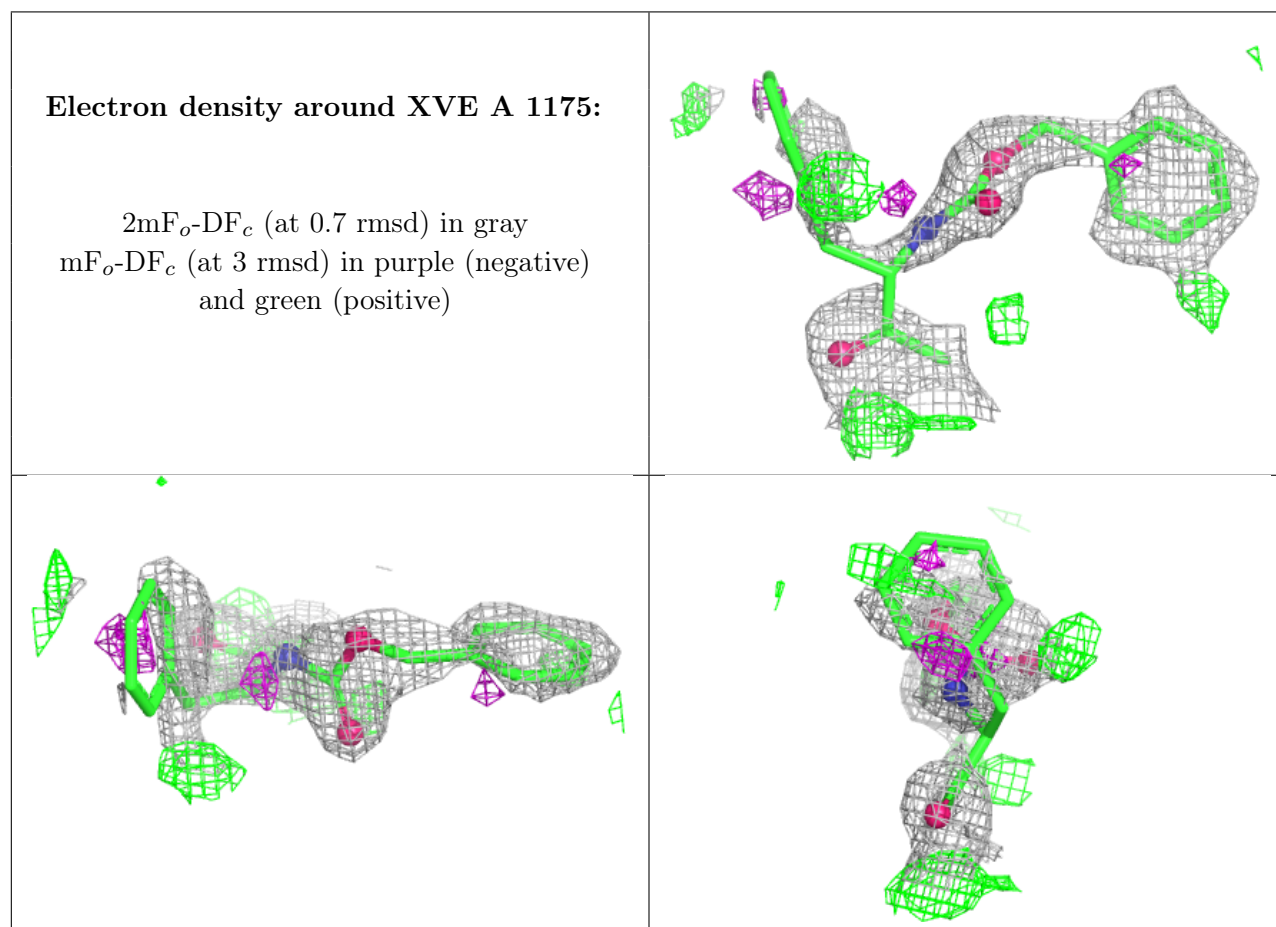 Electron density around XVE A 1175:
2mFo-DFc (at 0.7 rmsd) in gray
mFo-DFc (at 3 rmsd) in purple (negative)
and green (positive)